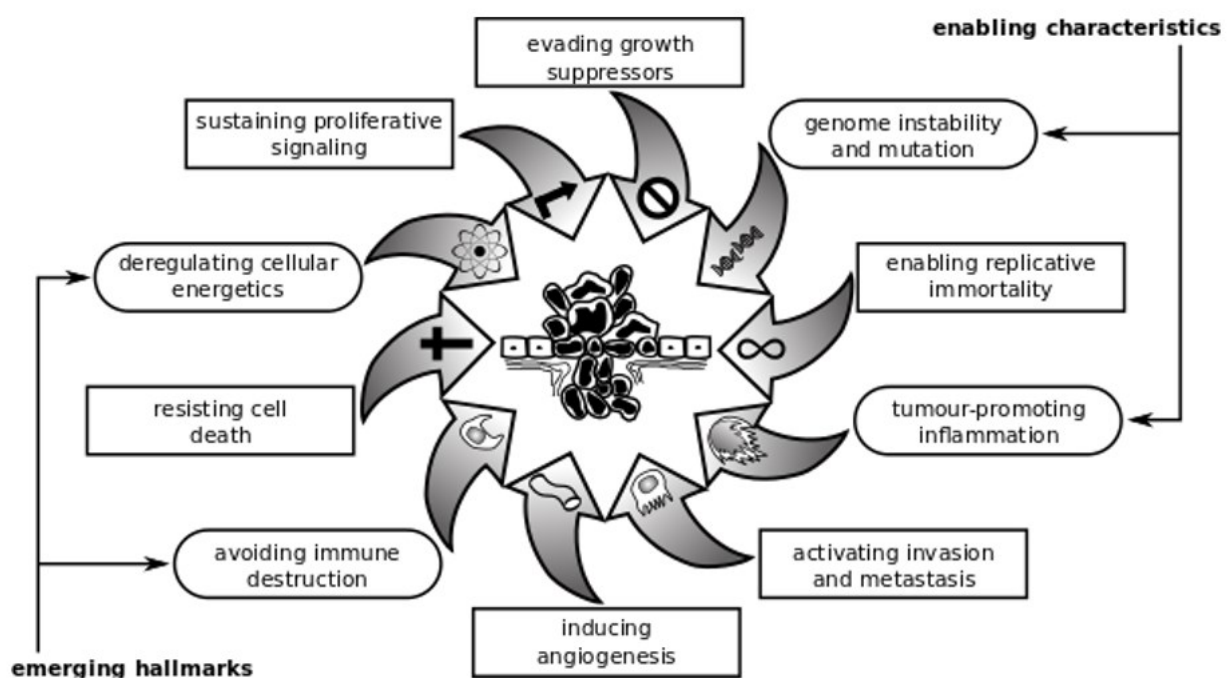 enabling characteristics
evading growth
suppressors
sustaining proliferative
signaling
genome instability
and mutation
deregulating cellular
energetics
enabling replicative
immortality
resisting cell
death
tumour-promoting
inflammation
avoiding immune
destruction
activating invasion
and metastasis
inducing
angiogenesis
emerging hallmarks